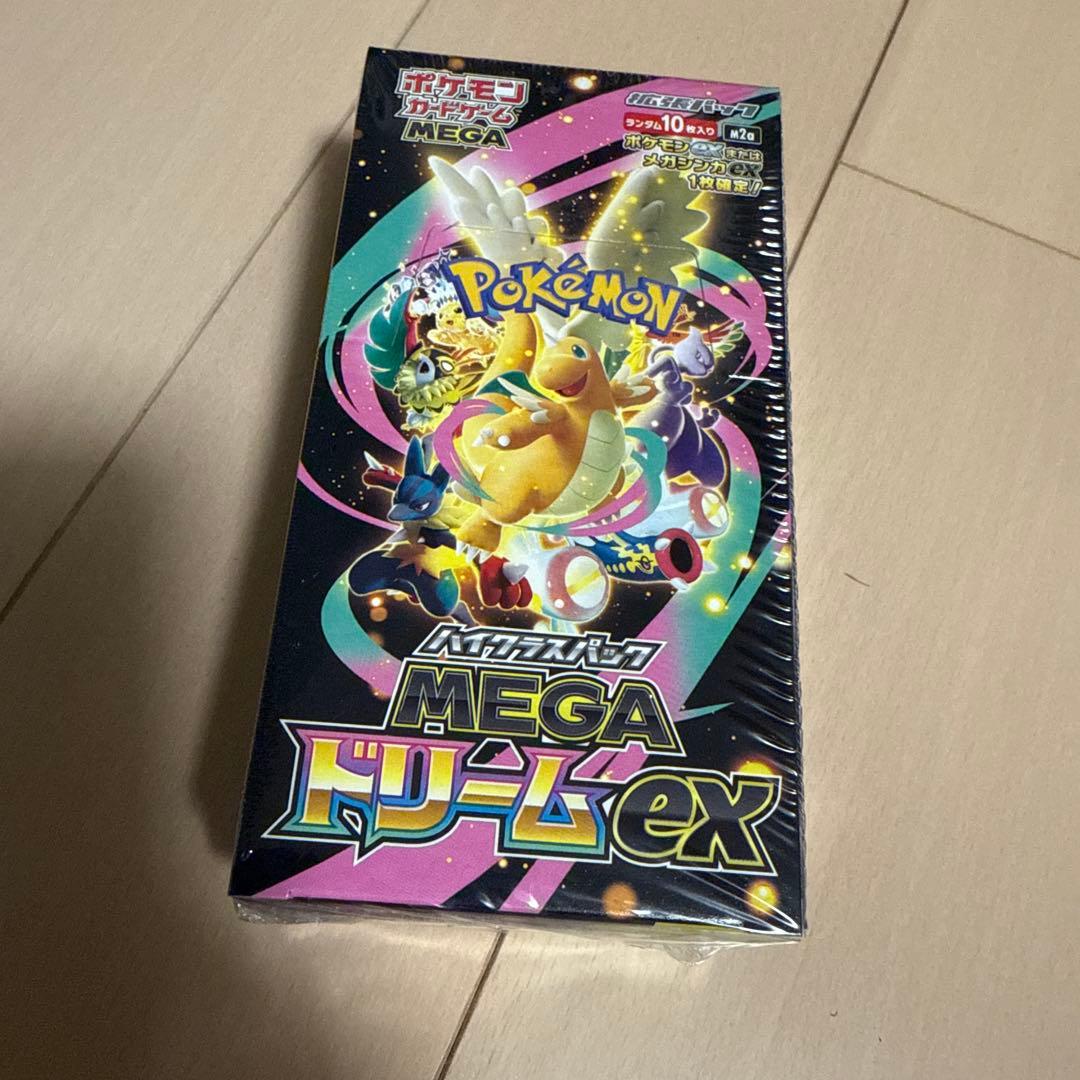 ポケモン
カードゲーム
MEGA
拡張パック
ランダム10枚入り M2a
ポケモンexまたは
メガシンカex
1枚確定!
POKÉMON
ハイクラスパック
MEGA
ドリームex